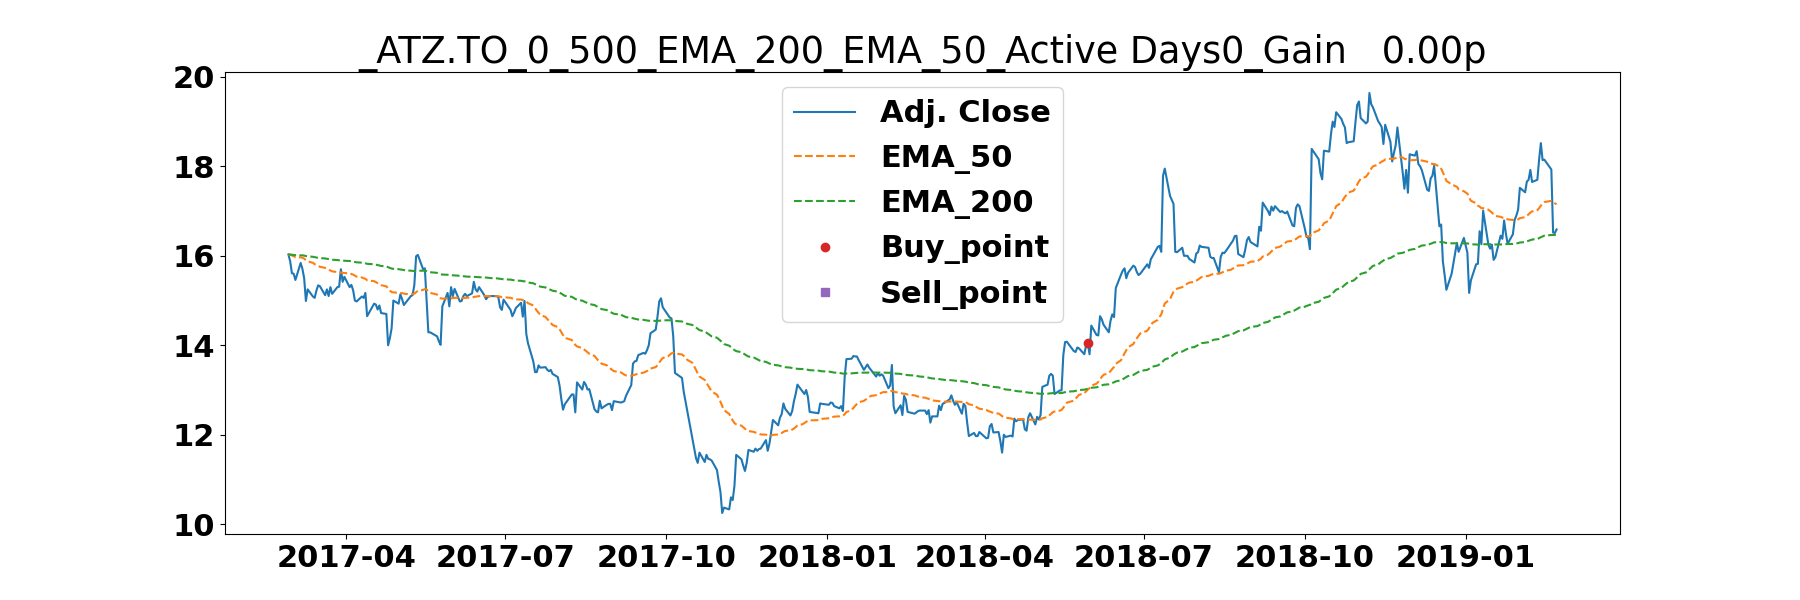 _ATZ.TO_0_500_EMA_200_EMA_50_Active Days0_Gain   0.00p
20
18
16
14
12
10
Adj. Close
EMA_50
EMA_200
Buy_point
Sell_point
2017-04 2017-07 2017-10 2018-01 2018-04 2018-07 2018-10 2019-01